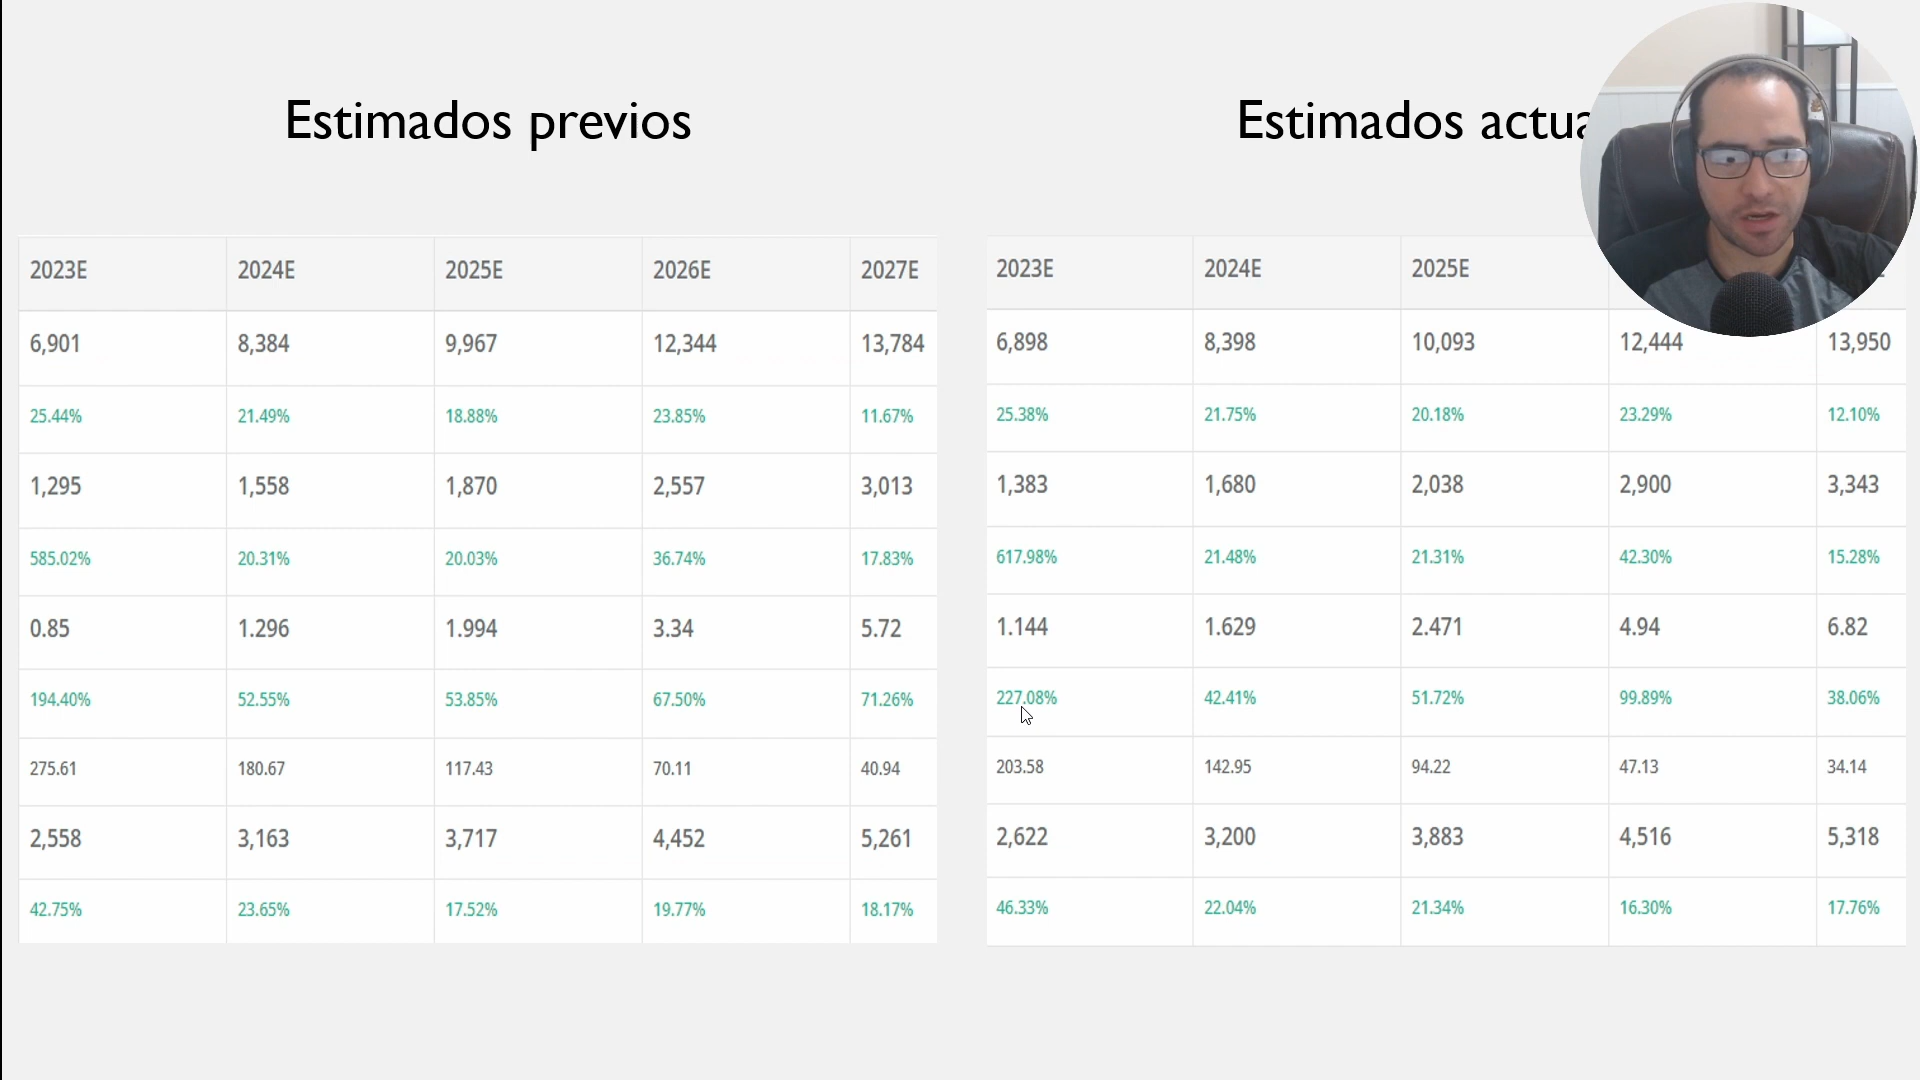 Estimados previos
Estimados actua
2023E 2024E 2025E 2026E 2027E
6,901 8,384 9,967 12,344 13,784
25.44% 21.49% 18.88% 23.85% 11.67%
1,295 1,558 1,870 2,557 3,013
585.02% 20.31% 20.03% 36.74% 17.83%
0.85 1.296 1.994 3.34 5.72
194.40% 52.55% 53.85% 67.50% 71.26%
275.61 180.67 117.43 70.11 40.94
2,558 3,163 3,717 4,452 5,261
42.75% 23.65% 17.52% 19.77% 18.17%
2023E 2024E 2025E
6,898 8,398 10,093 12,444 13,950
25.38% 21.75% 20.18% 23.29% 12.10%
1,383 1,680 2,038 2,900 3,343
617.98% 21.48% 21.31% 42.30% 15.28%
1.144 1.629 2.471 4.94 6.82
227.08% 42.41% 51.72% 99.89% 38.06%
203.58 142.95 94.22 47.13 34.14
2,622 3,200 3,883 4,516 5,318
46.33% 22.04% 21.34% 16.30% 17.76%